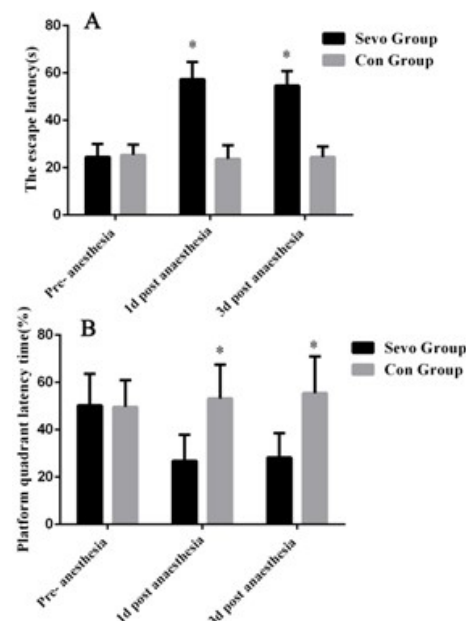 A
The escape latency(s)
80
60
40
20
0
*
*
Sevo Group
Con Group
Pre- anesthesia
1d post anaesthesia
3d post anaesthesia
B
Platform quadrant latency time(%)
80
60
40
20
0
*
*
Sevo Group
Con Group
Pre- anesthesia
1d post anaesthesia
3d post anaesthesia